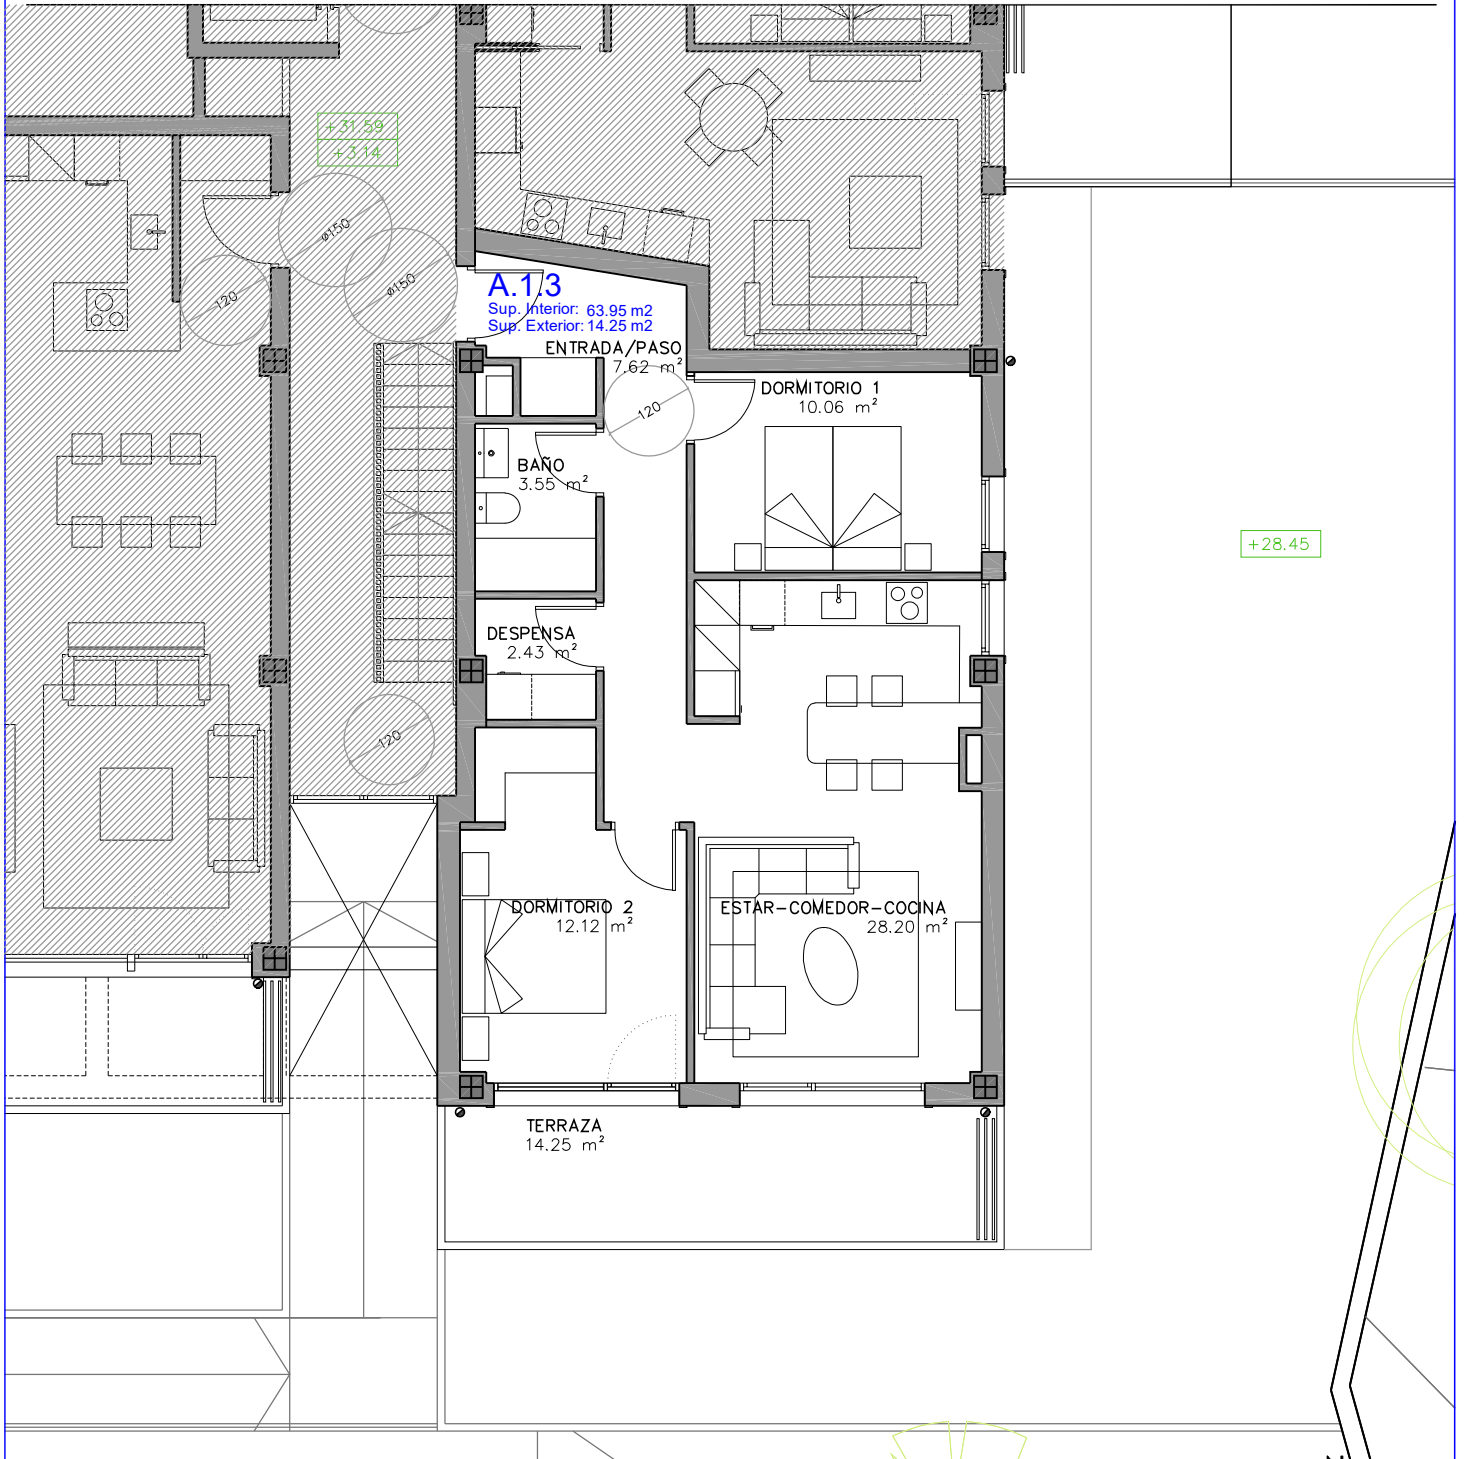 +31.59
+3.14
ø150
ø150
120
A.1.3
Sup. Interior: 63.95 m2
Sup. Exterior: 14.25 m2
ENTRADA/PASO
7.62 m²
120
DORMITORIO 1
10.06 m²
BAÑO
3.55 m²
+28.45
DESPENSA
2.43 m²
120
DORMITORIO 2
12.12 m²
ESTAR-COMEDOR-COCINA
28.20 m²
TERRAZA
14.25 m²